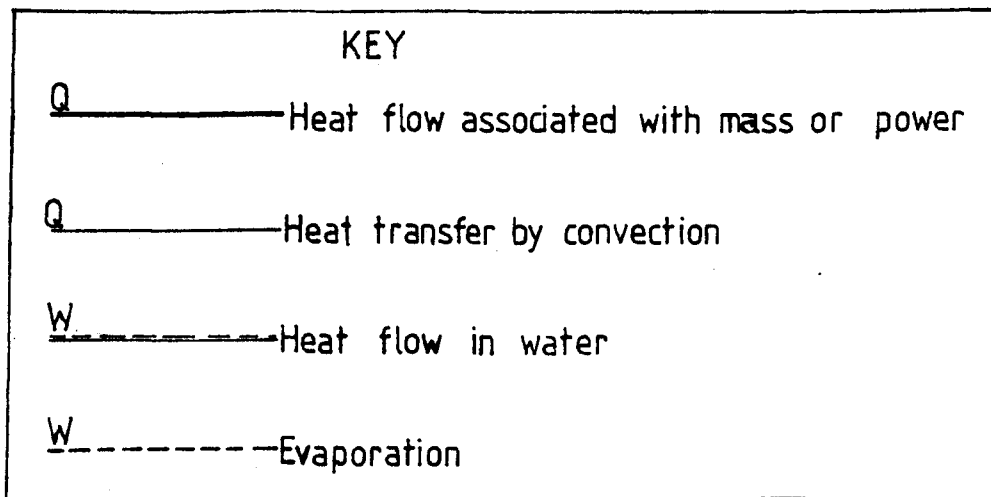 KEY
Q Heat flow associated with mass or power
Q Heat transfer by convection
W Heat flow in water
W Evaporation